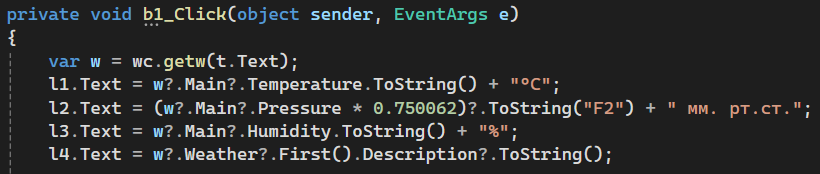 private void b1_Click(object sender, EventArgs e)
{
    var w = wc.getw(t.Text);
    l1.Text = w?.Main?.Temperature.ToString() + "°C";
    l2.Text = (w?.Main?.Pressure * 0.750062)?.ToString("F2") + " мм. рт.ст.";
    l3.Text = w?.Main?.Humidity.ToString() + "%";
    l4.Text = w?.Weather?.First().Description?.ToString();